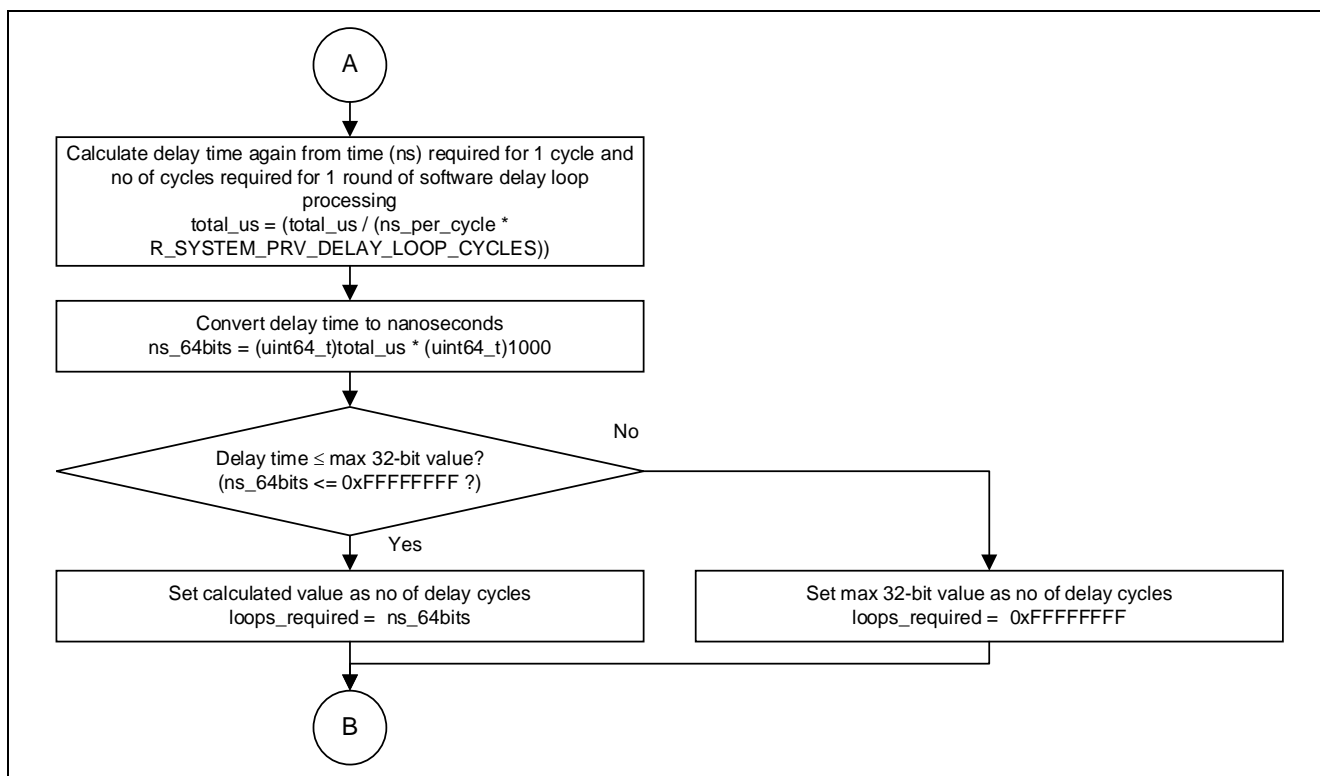 A
Calculate delay time again from time (ns) required for 1 cycle and
no of cycles required for 1 round of software delay loop
processing
total_us = (total_us / (ns_per_cycle *
R_SYSTEM_PRV_DELAY_LOOP_CYCLES))
Convert delay time to nanoseconds
ns_64bits = (uint64_t)total_us * (uint64_t)1000
No
Delay time ≤ max 32-bit value?
(ns_64bits <= 0xFFFFFFFF ?)
Yes
Set calculated value as no of delay cycles
loops_required = ns_64bits
Set max 32-bit value as no of delay cycles
loops_required = 0xFFFFFFFF
B